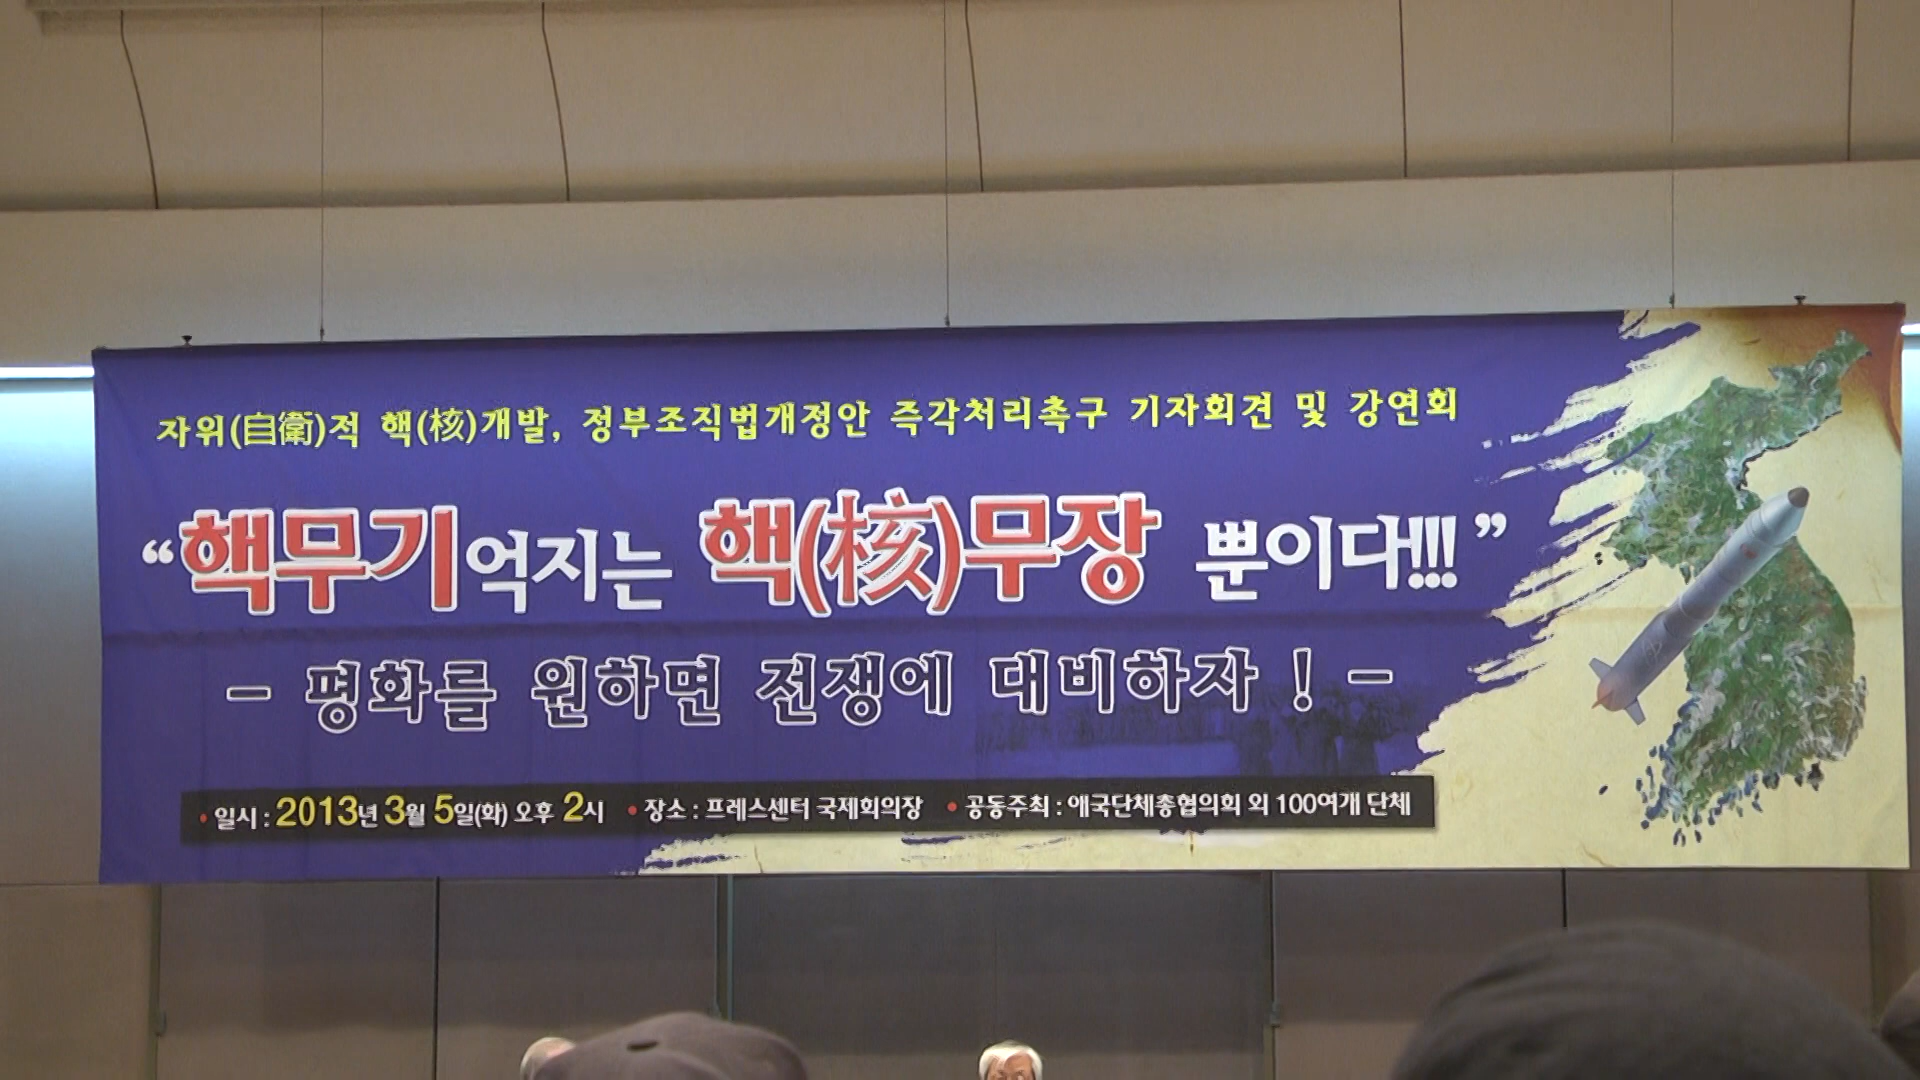 자위(自衛)적 핵(核)개발, 정부조직법개정안 즉각처리촉구 기자회견 및 강연회
“핵무기억지는 핵(核)무장 뿐이다!!!”
- 평화를 원하면 전쟁에 대비하자 ! -
• 일시 : 2013년 3월 5일(화) 오후 2시 • 장소 : 프레스센터 국제회의장 • 공동주최 : 애국단체총협의회 외 100여개 단체